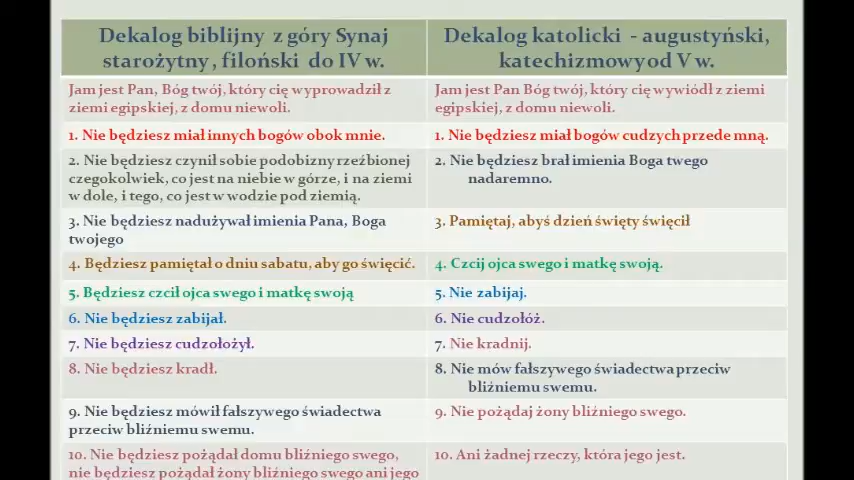 Dekalog biblijny z góry Synaj
starożytny, filoński do IV w.
Dekalog katolicki - augustyński,
katechizmowy od V w.
Jam jest Pan, Bóg twój, który cię wyprowadził z
ziemi egipskiej, z domu niewoli.
Jam jest Pan Bóg twój, który cię wywiódł z ziemi
egipskiej, z domu niewoli.
1. Nie będziesz miał innych bogów obok mnie.
1. Nie będziesz miał bogów cudzych przede mną.
2. Nie będziesz czynił sobie podobizny rzeźbionej
czegokolwiek, co jest na niebie w górze, i na ziemi
w dole, i tego, co jest w wodzie pod ziemią.
2. Nie będziesz brał imienia Boga twego
nadaremno.
3. Nie będziesz nadużywał imienia Pana, Boga
twojego
3. Pamiętaj, abyś dzień święty święcił
4. Będziesz pamiętał o dniu sabatu, aby go święcić.
4. Czcij ojca swego i matkę swoją.
5. Będziesz czcił ojca swego i matkę swoją
5. Nie zabijaj.
6. Nie będziesz zabijał.
6. Nie cudzołóż.
7. Nie będziesz cudzołożył.
7. Nie kradnij.
8. Nie będziesz kradł.
8. Nie mów fałszywego świadectwa przeciw
bliźniemu swemu.
9. Nie będziesz mówił fałszywego świadectwa
przeciw bliźniemu swemu.
9. Nie pożądaj żony bliźniego swego.
10. Nie będziesz pożądał domu bliźniego swego,
nie będziesz pożądał żony bliźniego swego ani jego
10. Ani żadnej rzeczy, która jego jest.